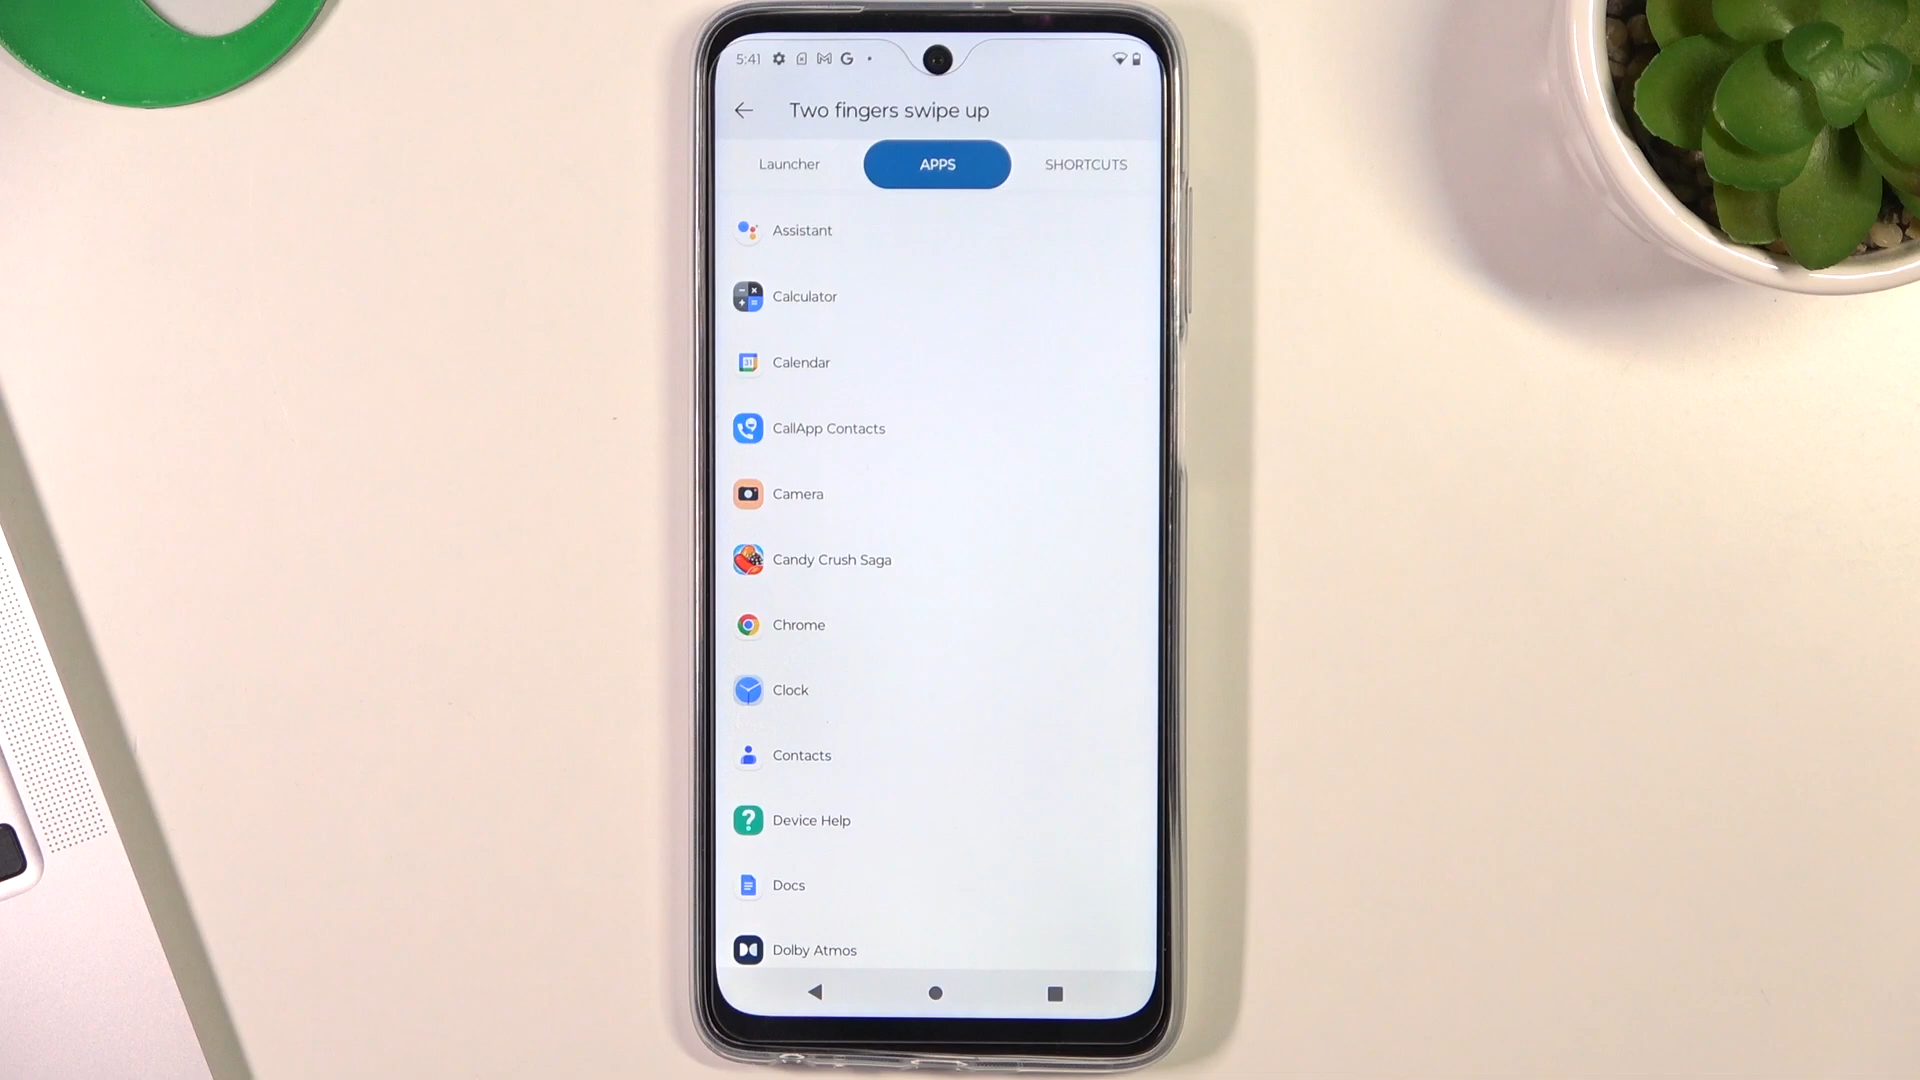 5:41
Two fingers swipe up
Launcher APPS SHORTCUTS
Assistant
Calculator
31 Calendar
CallApp Contacts
Camera
Candy Crush Saga
Chrome
Clock
Contacts
Device Help
Docs
Dolby Atmos